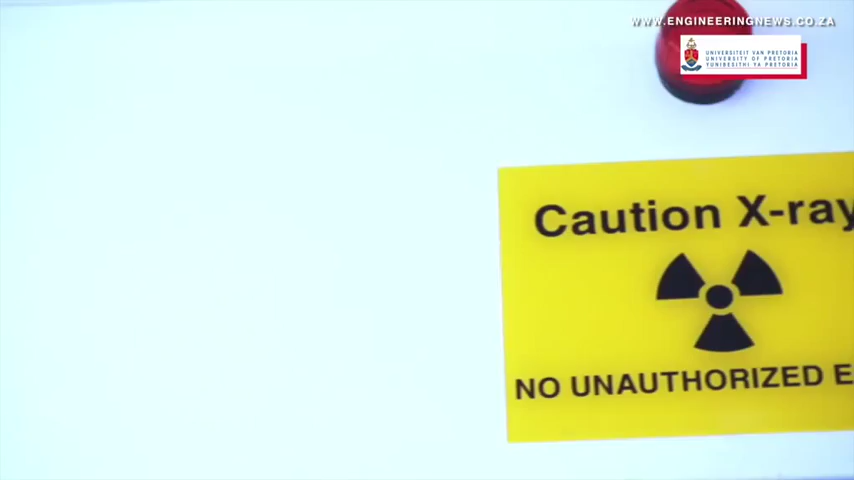 WWW.ENGINEERINGNEWS.CO.ZA
UNIVERSITEIT VAN PRETORIA
UNIVERSITY OF PRETORIA
YUNIBESITHI YA PRETORIA
Caution X-ray
NO UNAUTHORIZED E